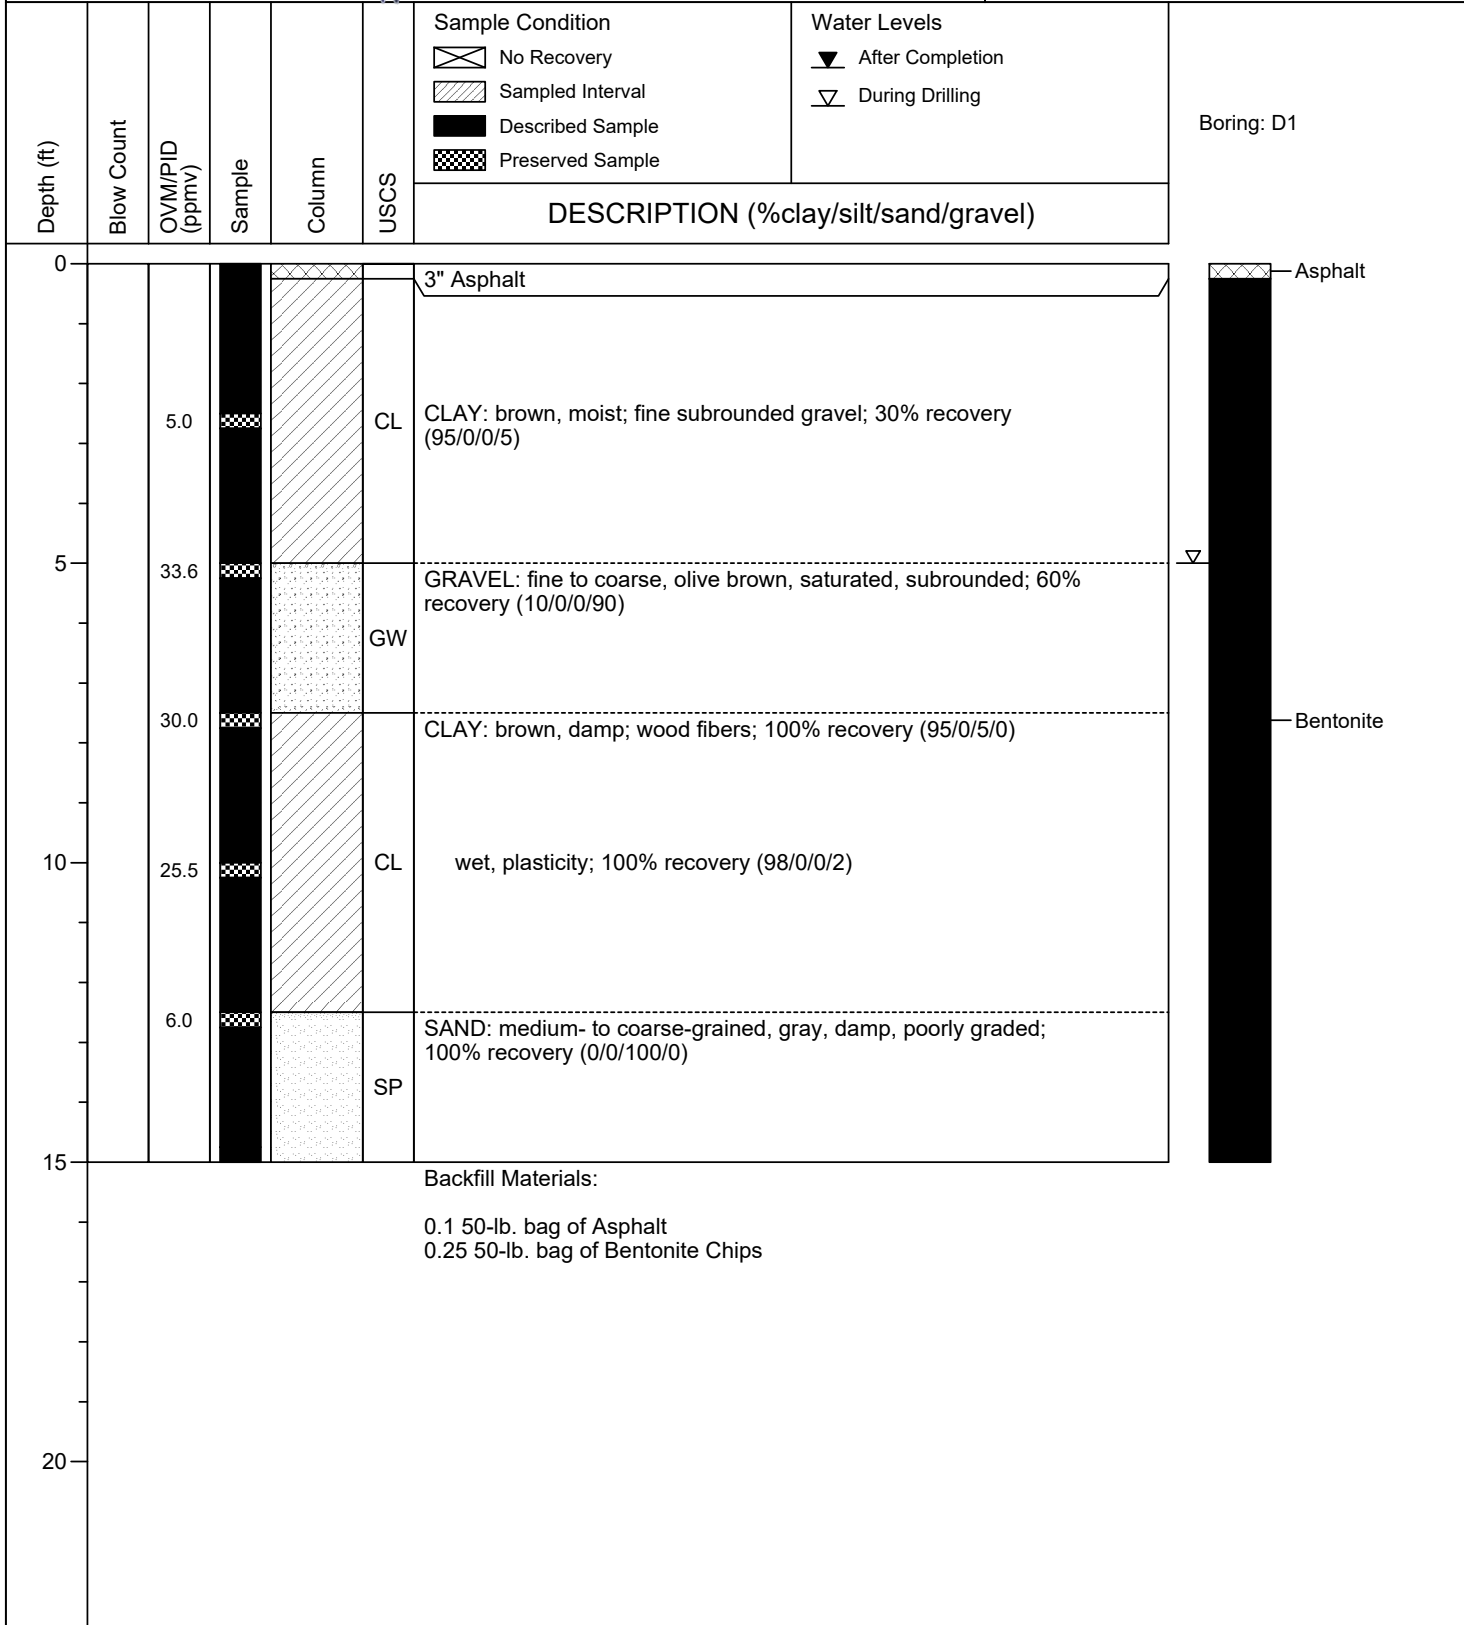 Sample Condition
No Recovery
Sampled Interval
Described Sample
Preserved Sample
Water Levels
After Completion
During Drilling
Boring: D1
Depth (ft)
Blow Count
OVM/PID
(ppmv)
Sample
Column
USCS
DESCRIPTION (%clay/silt/sand/gravel)
0
3" Asphalt
Asphalt
5.0
CL
CLAY: brown, moist; fine subrounded gravel; 30% recovery
(95/0/0/5)
5
33.6
GRAVEL: fine to coarse, olive brown, saturated, subrounded; 60%
recovery (10/0/0/90)
GW
30.0
CLAY: brown, damp; wood fibers; 100% recovery (95/0/5/0)
Bentonite
10
25.5
CL
wet, plasticity; 100% recovery (98/0/0/2)
6.0
SAND: medium- to coarse-grained, gray, damp, poorly graded;
100% recovery (0/0/100/0)
SP
15
Backfill Materials:
0.1 50-lb. bag of Asphalt
0.25 50-lb. bag of Bentonite Chips
20